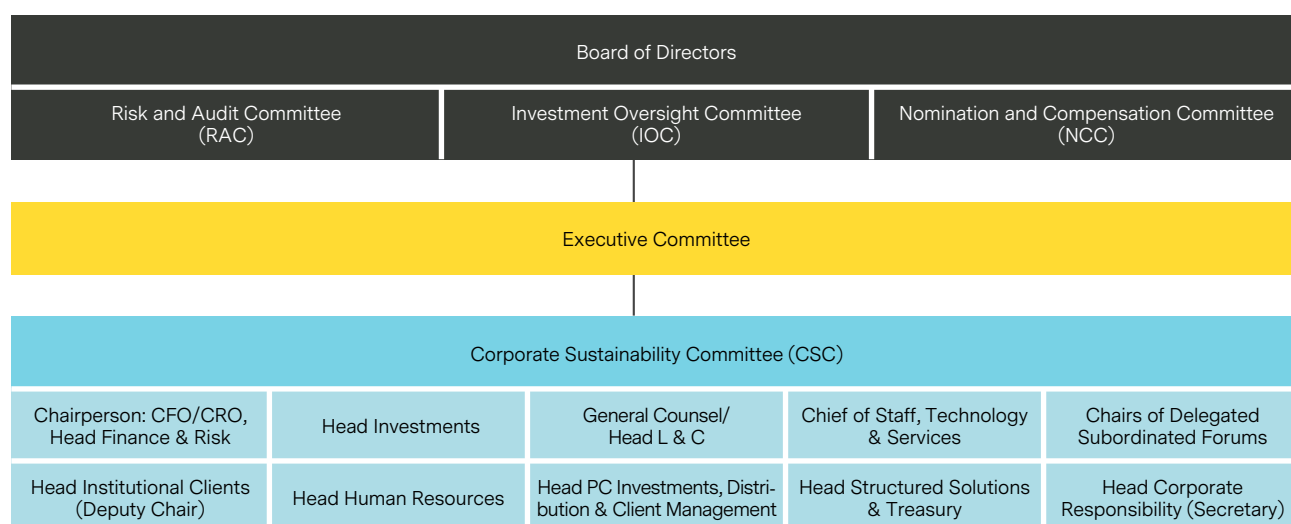 Board of Directors
Risk and Audit Committee
(RAC)
Investment Oversight Committee
(IOC)
Nomination and Compensation Committee
(NCC)
Executive Committee
Corporate Sustainability Committee (CSC)
Chairperson: CFO/CRO,
Head Finance & Risk
Head Investments
General Counsel/
Head L & C
Chief of Staff, Technology
& Services
Chairs of Delegated
Subordinated Forums
Head Institutional Clients
(Deputy Chair)
Head Human Resources
Head PC Investments, Distri-
bution & Client Management
Head Structured Solutions
& Treasury
Head Corporate
Responsibility (Secretary)